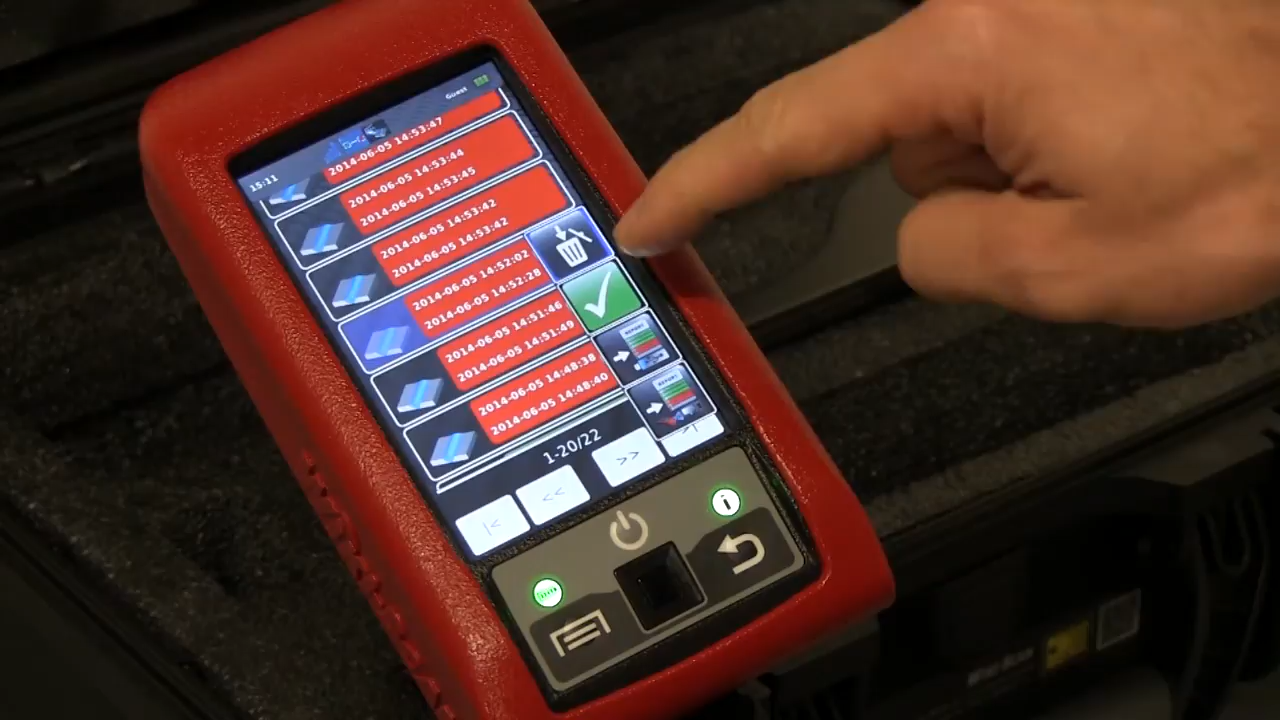 Guest
15:11
2014-06-05 14:53:47
2014-06-05 14:53:44
2014-06-05 14:53:45
2014-06-05 14:53:42
2014-06-05 14:53:42
2014-06-05 14:52:02
2014-06-05 14:52:28
2014-06-05 14:51:46
2014-06-05 14:51:49
2014-06-05 14:48:38
2014-06-05 14:48:40
REPORT
REPORT
1-20/22
|< << >> >|
i